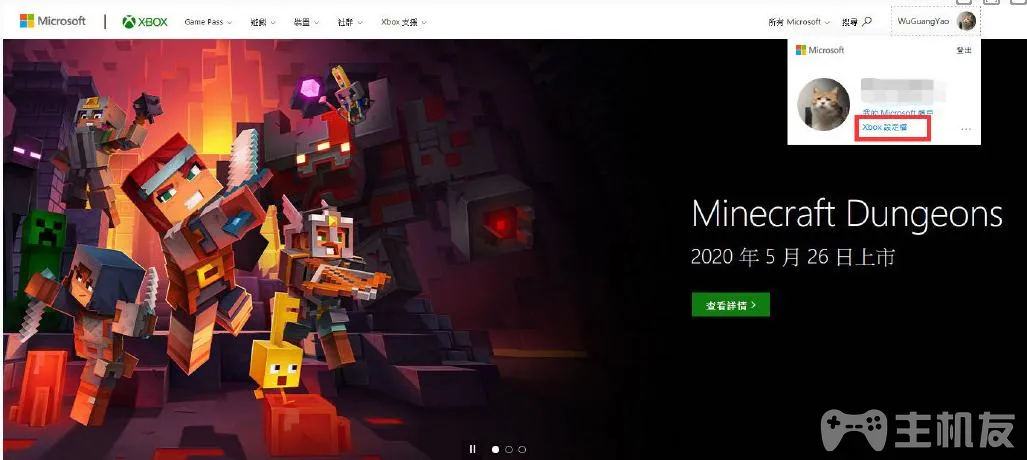 Microsoft
XBOX
Game Pass
遊戲
裝置
社群
Xbox 支援
所有 Microsoft
搜尋
WuGuangYao
Microsoft
登出
我的 Microsoft 帳戶
Xbox 設定檔
...
Minecraft Dungeons
2020 年 5 月 26 日上市
查看詳情
主机友